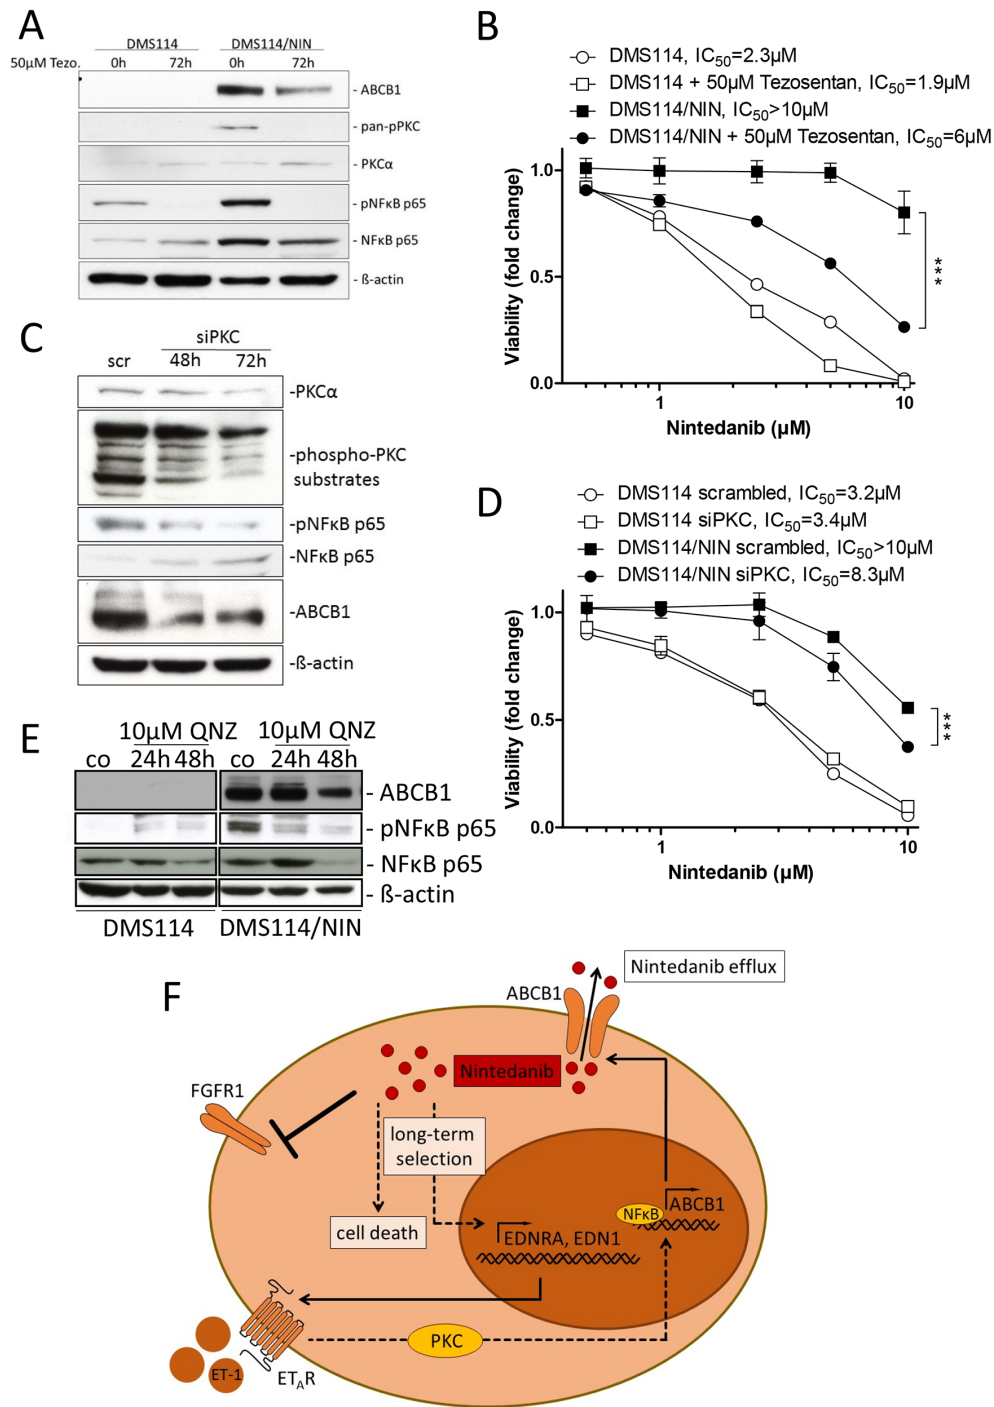 A
DMS114 DMS114/NIN
50µM Tezo. 0h 72h 0h 72h
- ABCB1
- pan-pPKC
- PKCα
- pNFκB p65
- NFκB p65
- ß-actin
B
DMS114, IC50=2.3µM
DMS114 + 50µM Tezosentan, IC50=1.9µM
DMS114/NIN, IC50>10µM
DMS114/NIN + 50µM Tezosentan, IC50=6µM
Viability (fold change)
1.0
0.5
0.0
1 10
Nintedanib (µM)
***
C
siPKC
scr 48h 72h
-PKCα
-phospho-PKC
substrates
-pNFκB p65
-NFκB p65
-ABCB1
-ß-actin
D
DMS114 scrambled, IC50=3.2µM
DMS114 siPKC, IC50=3.4µM
DMS114/NIN scrambled, IC50>10µM
DMS114/NIN siPKC, IC50=8.3µM
Viability (fold change)
1.0
0.5
0.0
1 10
Nintedanib (µM)
***
E
10µM QNZ 10µM QNZ
co 24h 48h co 24h 48h
- ABCB1
- pNFκB p65
- NFκB p65
- ß-actin
DMS114 DMS114/NIN
F
Nintedanib efflux
ABCB1
Nintedanib
FGFR1
long-term
selection
cell death
NFκB
ABCB1
EDNRA, EDN1
PKC
ET-1
ETAR